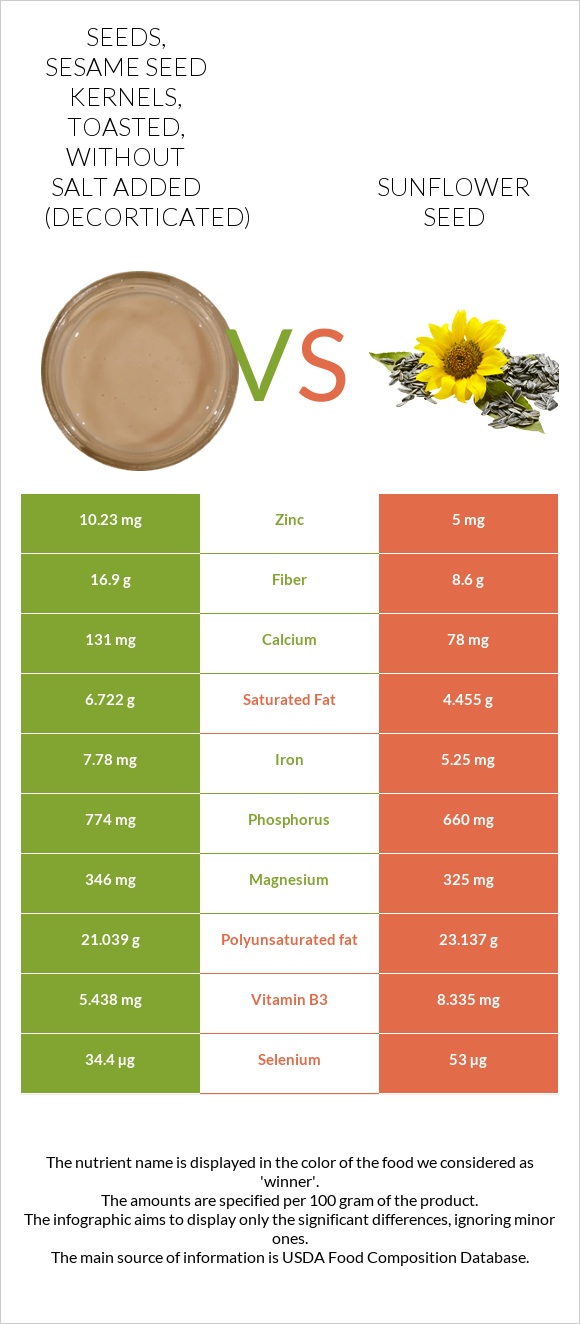 SEEDS,
SESAME SEED
KERNELS,
TOASTED,
WITHOUT
SALT ADDED
(DECORTICATED)
SUNFLOWER
SEED
VS
10.23 mg Zinc 5 mg
16.9 g Fiber 8.6 g
131 mg Calcium 78 mg
6.722 g Saturated Fat 4.455 g
7.78 mg Iron 5.25 mg
774 mg Phosphorus 660 mg
346 mg Magnesium 325 mg
21.039 g Polyunsaturated fat 23.137 g
5.438 mg Vitamin B3 8.335 mg
34.4 µg Selenium 53 µg
The nutrient name is displayed in the color of the food we considered as
'winner'.
The amounts are specified per 100 gram of the product.
The infographic aims to display only the significant differences, ignoring minor
ones.
The main source of information is USDA Food Composition Database.